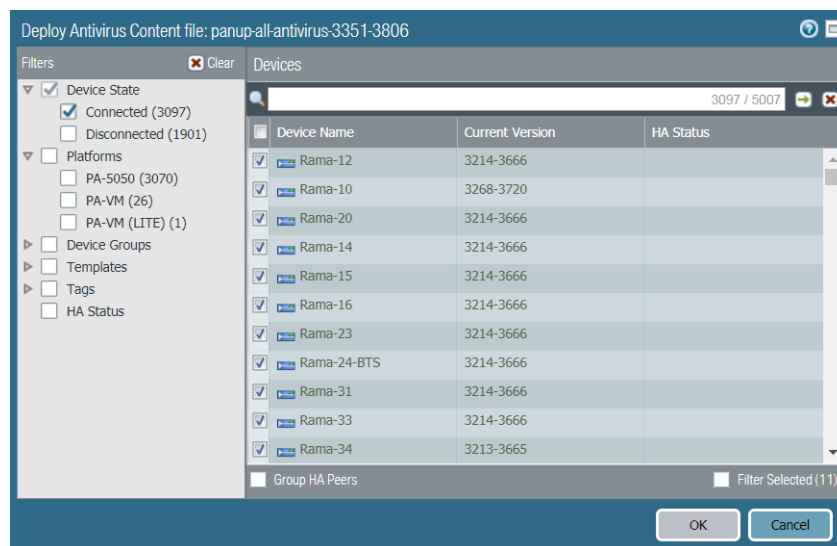 Deploy Antivirus Content file: panup-all-antivirus-3351-3806
Filters
Clear
Device State
Connected (3097)
Disconnected (1901)
Platforms
PA-5050 (3070)
PA-VM (26)
PA-VM (LITE) (1)
Device Groups
Templates
Tags
HA Status
Devices
3097 / 5007
Device Name Current Version HA Status
Rama-12 3214-3666
Rama-10 3268-3720
Rama-20 3214-3666
Rama-14 3214-3666
Rama-15 3214-3666
Rama-16 3214-3666
Rama-23 3214-3666
Rama-24-BTS 3214-3666
Rama-31 3214-3666
Rama-33 3214-3666
Rama-34 3213-3665
Group HA Peers Filter Selected (11)
OK Cancel